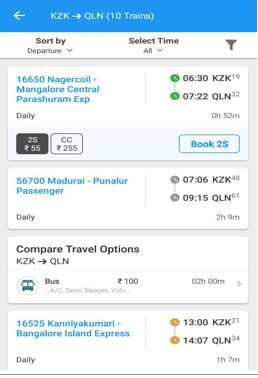 KZK → QLN (10 Trains)
Sort by
Departure
Select Time
All
16650 Nagercoil -
Mangalore Central
Parashuram Exp
06:30 KZK19
07:22 QLN32
Daily
0h 52m
2S
₹ 55
CC
₹ 255
Book 2S
56700 Madurai - Punalur
Passenger
07:06 KZK48
09:15 QLN61
Daily
2h 9m
Compare Travel Options
KZK → QLN
Bus
₹ 100
02h 00m
...A/C, Semi Sleeper, Volv...
16525 Kanniyakumari -
Bangalore Island Express
13:00 KZK21
14:07 QLN34
Daily
1h 7m